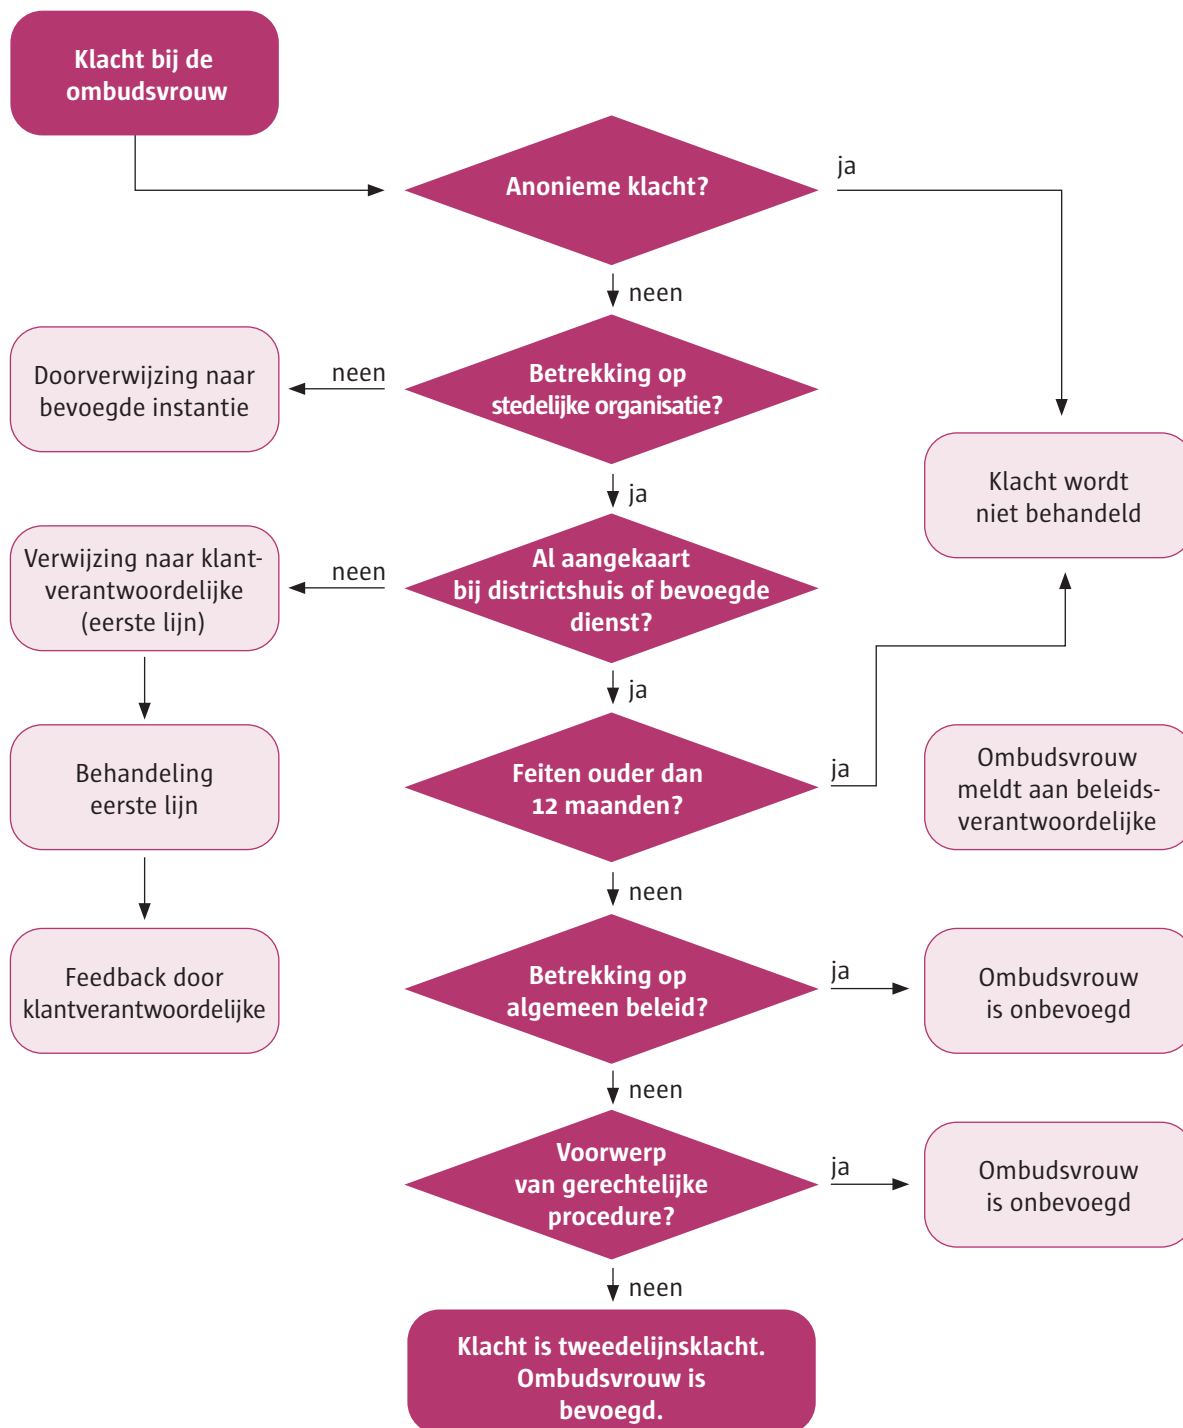 Klacht bij de
ombudsvrouw
Anonieme klacht?
ja
neen
Betrekking op
stedelijke organisatie?
neen
Doorverwijzing naar
bevoegde instantie
ja
Klacht wordt
niet behandeld
Al aangekaart
bij districtshuis of bevoegde
dienst?
neen
Verwijzing naar klant-
verantwoordelijke
(eerste lijn)
ja
Behandeling
eerste lijn
Feiten ouder dan
12 maanden?
ja
Ombudsvrouw
meldt aan beleids-
verantwoordelijke
neen
Feedback door
klantverantwoordelijke
Betrekking op
algemeen beleid?
ja
Ombudsvrouw
is onbevoegd
neen
Voorwerp
van gerechtelijke
procedure?
ja
Ombudsvrouw
is onbevoegd
neen
Klacht is tweedelijnsklacht.
Ombudsvrouw is
bevoegd.